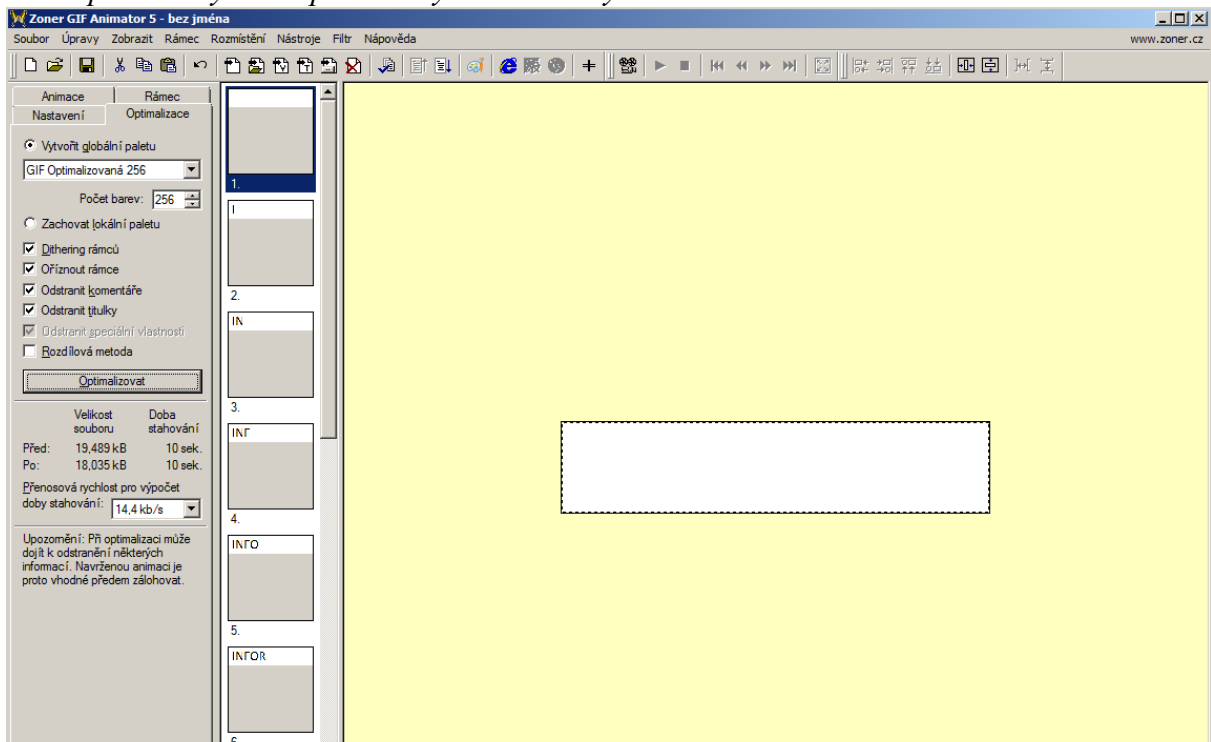 Zoner GIF Animator 5 - bez jména
Soubor Úpravy Zobrazit Rámec Rozmístění Nástroje Filtr Nápověda www.zoner.cz
Animace Rámec
Nastavení Optimalizace
Vytvořit globální paletu
GIF Optimalizovaná 256
Počet barev: 256
Zachovat lokální paletu
Dithering rámců
Oříznout rámce
Odstranit komentáře
Odstranit titulky
Odstranit speciální vlastnosti
Rozdílová metoda
Optimalizovat
Velikost Doba
souboru stahování
Před: 19,489 kB 10 sek.
Po: 18,035 kB 10 sek.
Přenosová rychlost pro výpočet
doby stahování: 14,4 kb/s
Upozornění: Při optimalizaci může
dojít k odstranění některých
informací. Navrženou animaci je
proto vhodné předem zálohovat.
1.
I
2.
IN
3.
INF
4.
INFO
5.
INFOR
6.